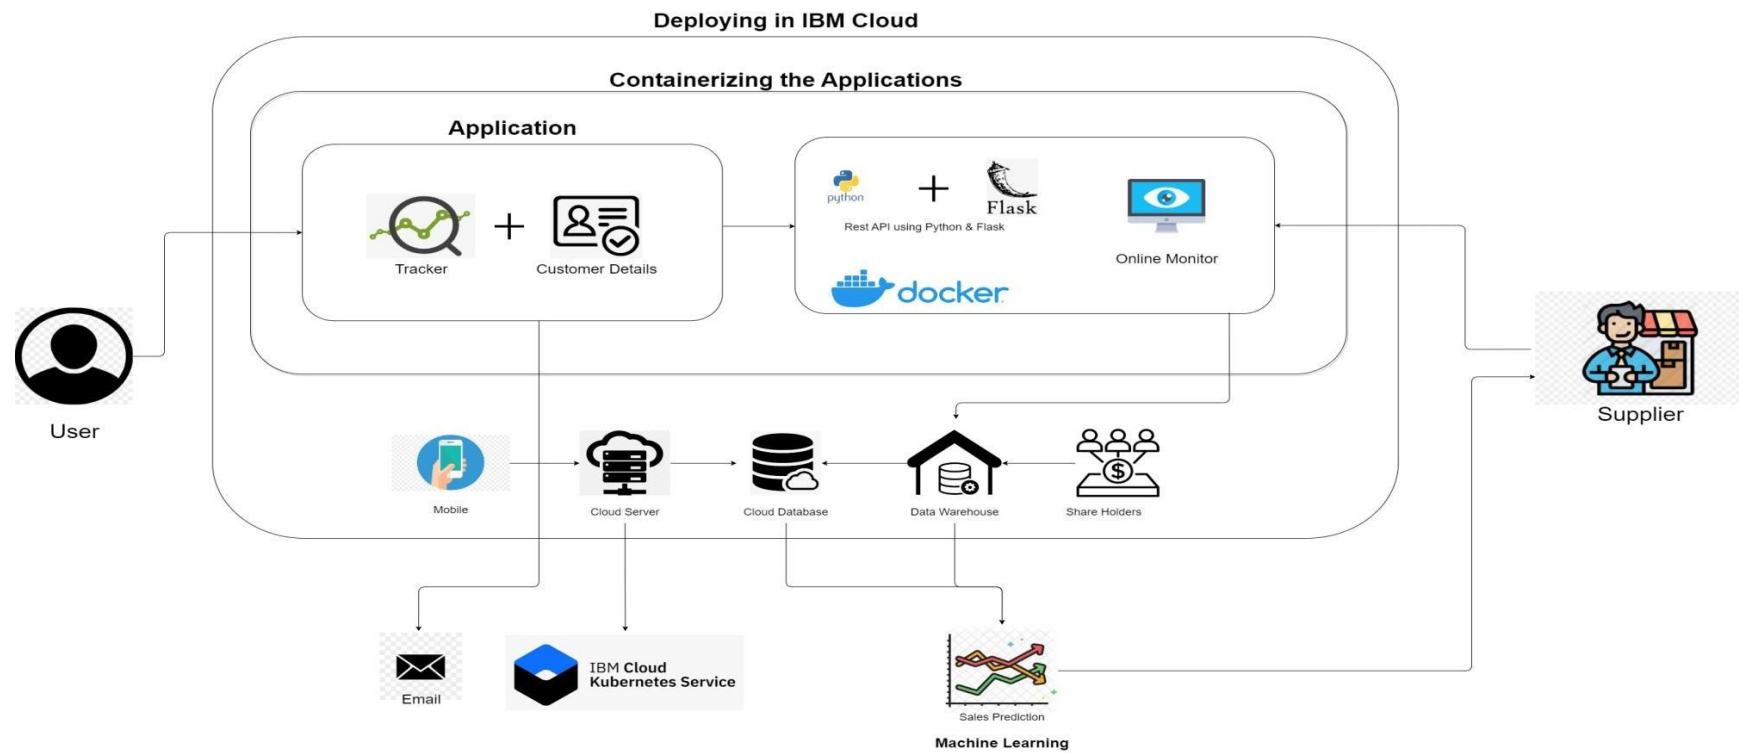 Deploying in IBM Cloud
Containerizing the Applications
Application
Tracker
Customer Details
python
Flask
Rest API using Python & Flask
Online Monitor
docker
User
Supplier
Mobile
Cloud Server
Cloud Database
Data Warehouse
Share Holders
$
Email
IBM Cloud
Kubernetes Service
Sales Prediction
Machine Learning